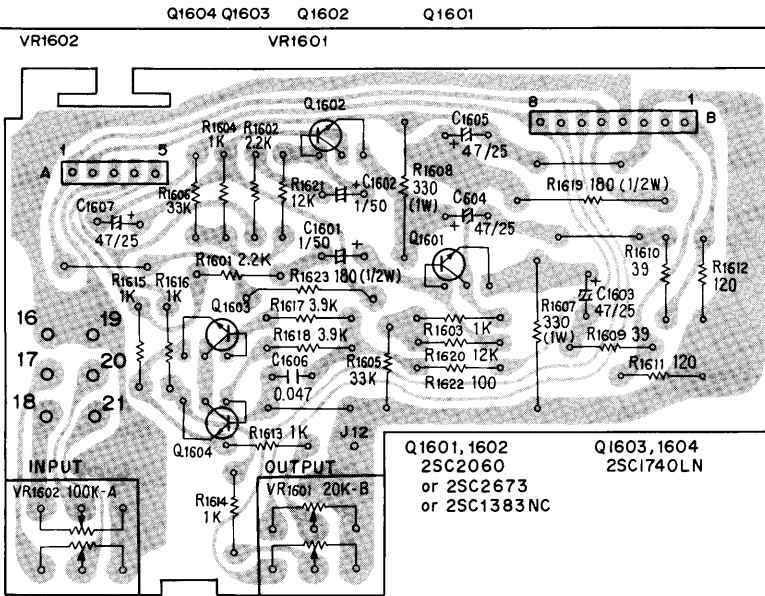 Q1604 Q1603 Q1602 Q1601
VR1602 VR1601
Q1602
C1605
47/25
8 1
B
R1604
1K
R1602
2.2K
1 5
A
R1606
33K
R1621
12K
C1602
1/50
R1608
330
(1W)
R1619 180 (1/2W)
C1607
47/25
C1601
1/50
C604
47/25
Q1601
R1601 2.2K
R1623 180 (1/2W)
R1610
39
R1612
120
R1615
1K
R1616
1K
Q1603
R1617 3.9K
R1618 3.9K
C1606
0.047
R1605
33K
R1603 1K
R1620 12K
R1622 100
R1607
330
(1W)
C1603
47/25
R1609 39
R1611 120
16 19
17 20
18 21
Q1604
R1613 1K
J12
Q1601,1602
2SC2060
or 2SC2673
or 2SC1383NC
Q1603,1604
2SC1740LN
INPUT
VR1602 100K-A
R1614
1K
OUTPUT
VR1601 20K-B